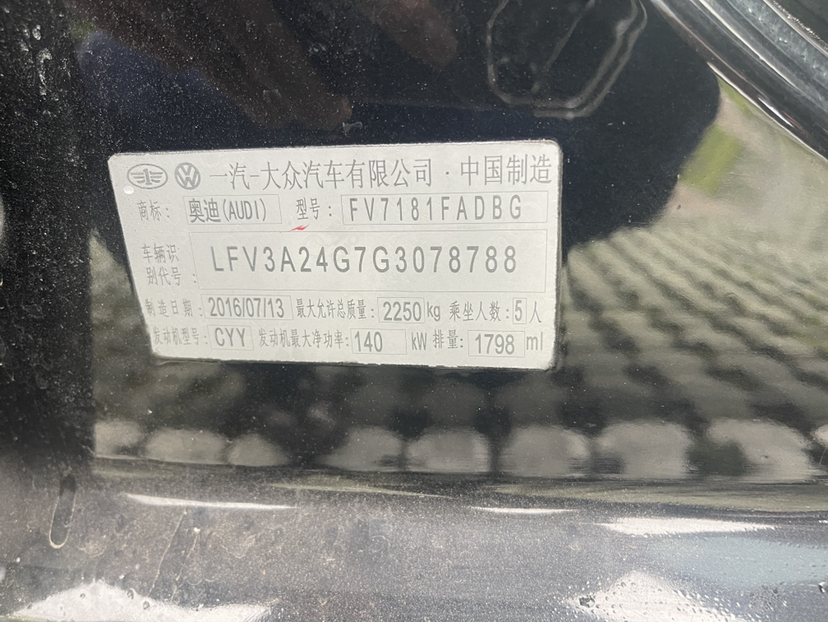 一汽-大众汽车有限公司·中国制造
商标：奥迪(AUDI) 型号：FV7181FADBG
车辆识
别代号：LFV3A24G7G3078788
制造日期：2016/07/13 最大允许总质量：2250kg 乘坐人数：5人
发动机型号：CYY 发动机最大净功率：140 kW 排量：1798 ml